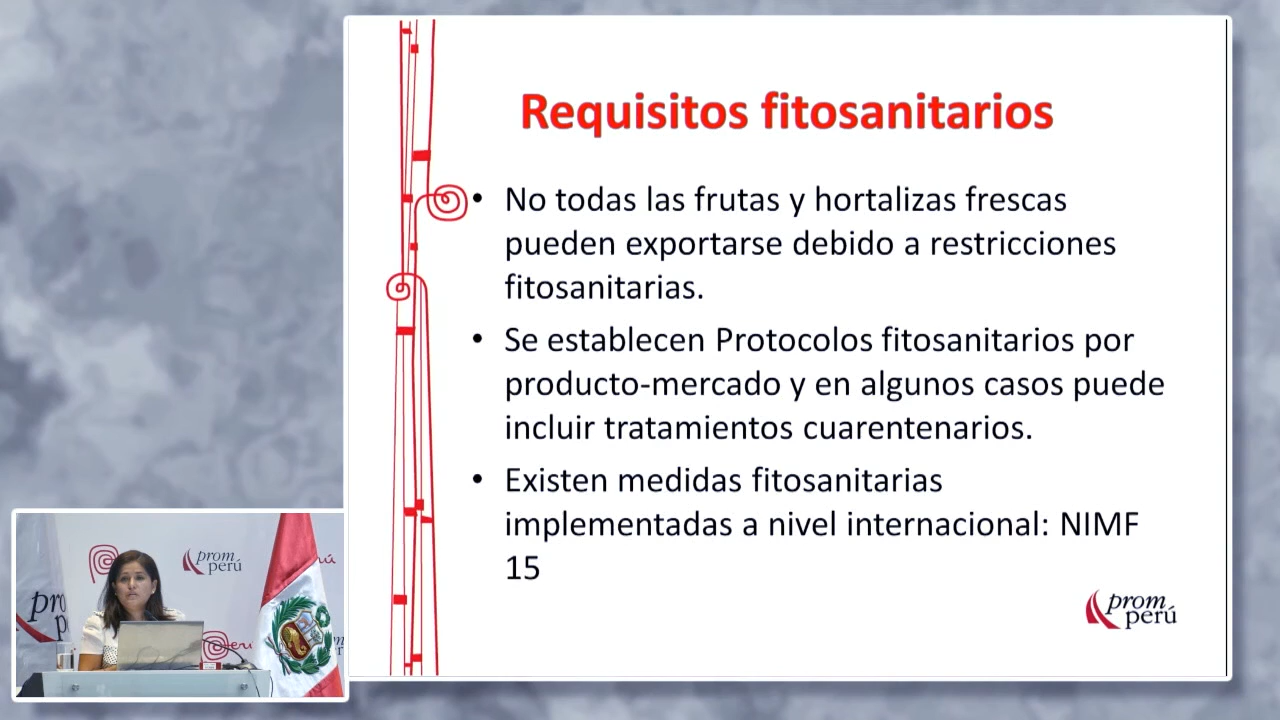 Requisitos fitosanitarios
• No todas las frutas y hortalizas frescas
pueden exportarse debido a restricciones
fitosanitarias.
• Se establecen Protocolos fitosanitarios por
producto-mercado y en algunos casos puede
incluir tratamientos cuarentenarios.
• Existen medidas fitosanitarias
implementadas a nivel internacional: NIMF
15
prom
perú
prom
perú
pro
p
Perú